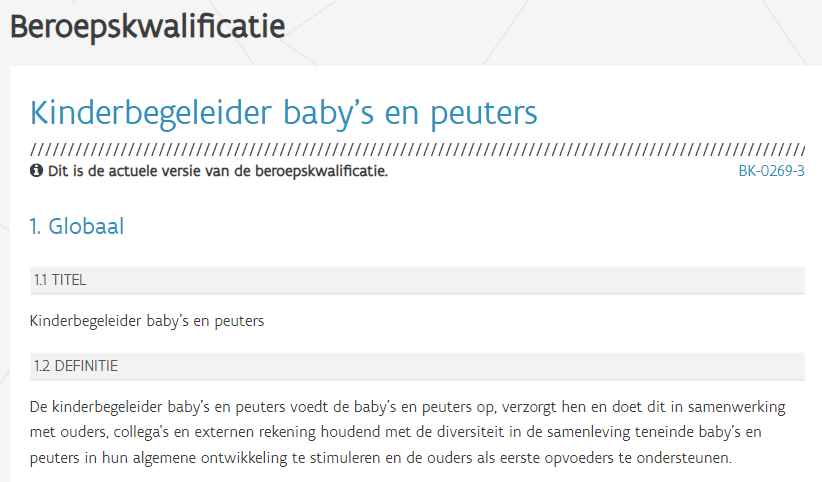 Beroepskwalificatie
Kinderbegeleider baby's en peuters
Dit is de actuele versie van de beroepskwalificatie. BK-0269-3
1. Globaal
1.1 TITEL
Kinderbegeleider baby's en peuters
1.2 DEFINITIE
De kinderbegeleider baby's en peuters voedt de baby's en peuters op, verzorgt hen en doet dit in samenwerking
met ouders, collega's en externen rekening houdend met de diversiteit in de samenleving teneinde baby's en
peuters in hun algemene ontwikkeling te stimuleren en de ouders als eerste opvoeders te ondersteunen.